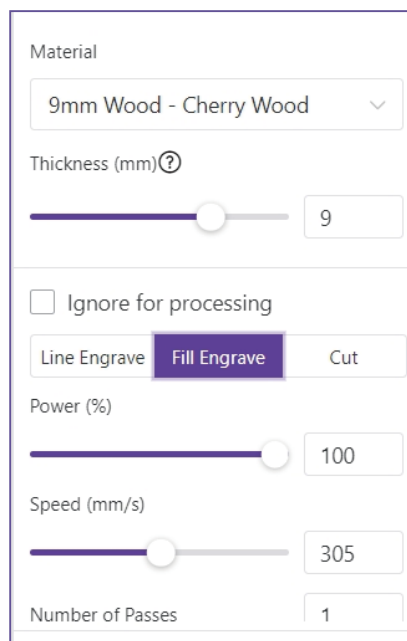 Material
9mm Wood - Cherry Wood
Thickness (mm)?
9
Ignore for processing
Line Engrave Fill Engrave Cut
Power (%)
100
Speed (mm/s)
305
Number of Passes 1